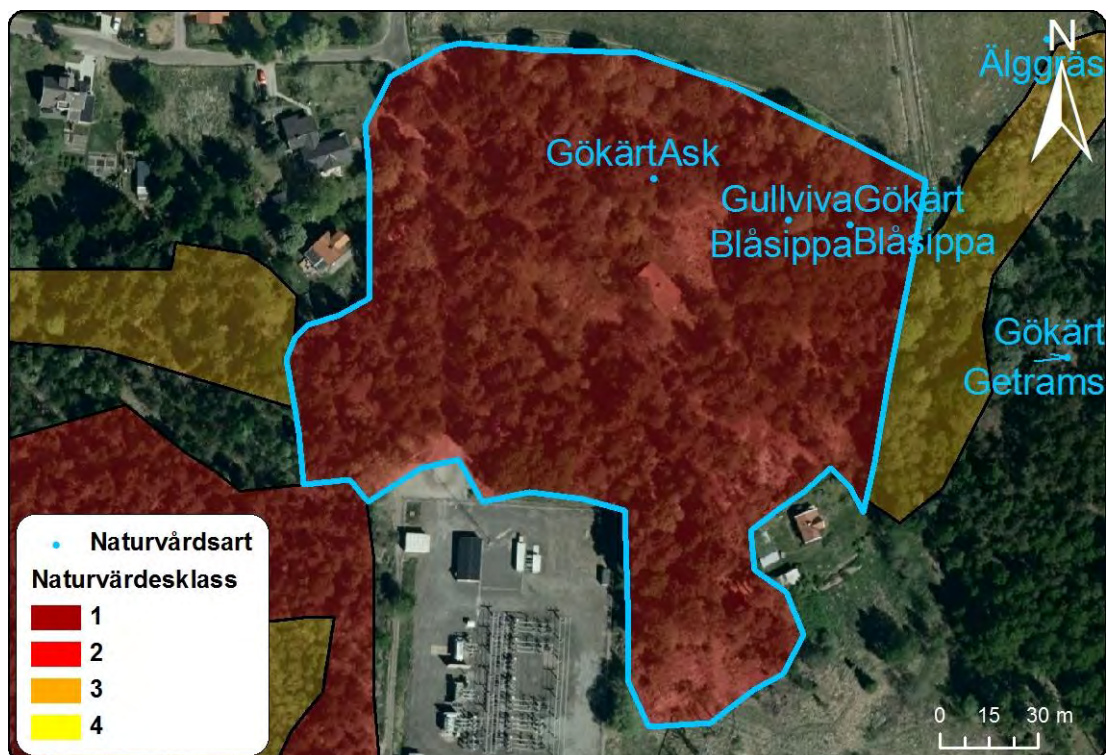 N
Älggräs
GökärtAsk
GullvivaGökärt
BlåsippaBlåsippa
Gökärt
Getrams
Naturvårdsart
Naturvärdesklass
1
2
3
4
0 15 30 m